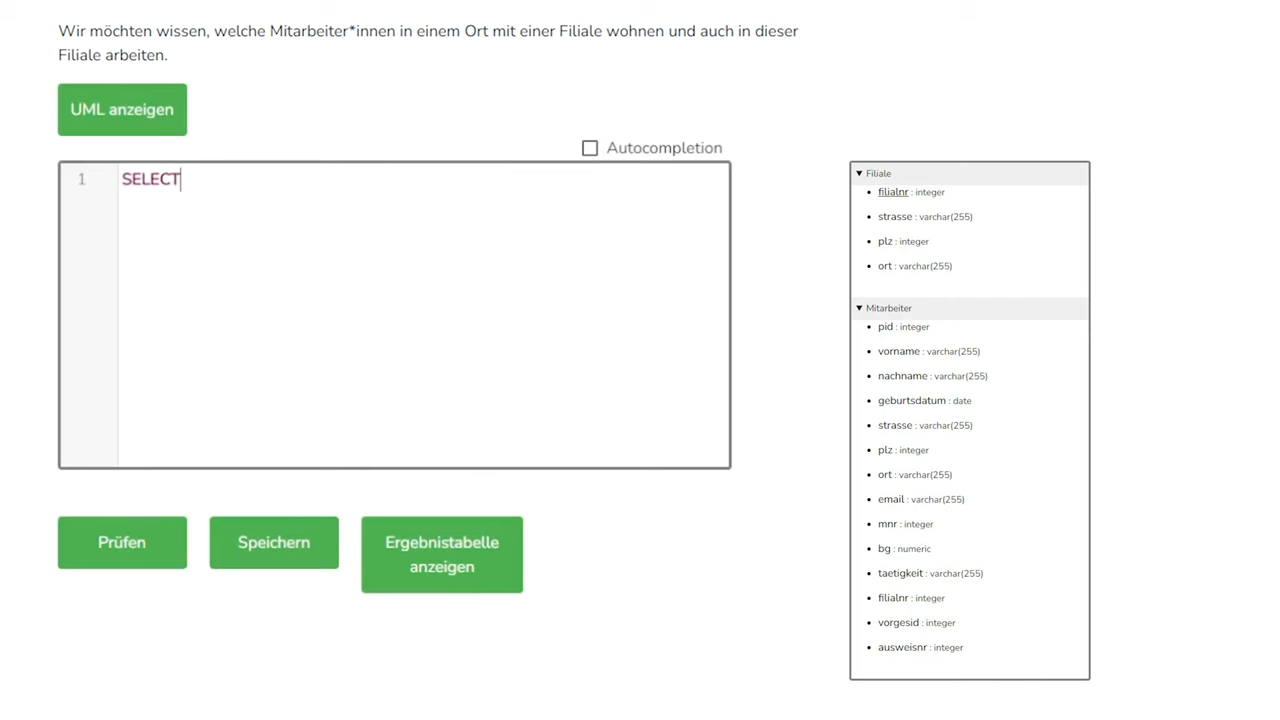 Wir möchten wissen, welche Mitarbeiter*innen in einem Ort mit einer Filiale wohnen und auch in dieser
Filiale arbeiten.
UML anzeigen
Autocompletion
1 SELECT
Prüfen
Speichern
Ergebnistabelle
anzeigen
Filiale
filialnr : integer
strasse : varchar(255)
plz : integer
ort : varchar(255)
Mitarbeiter
pid : integer
vorname : varchar(255)
nachname : varchar(255)
geburtsdatum : date
strasse : varchar(255)
plz : integer
ort : varchar(255)
email : varchar(255)
mnr : integer
bg : numeric
taetigkeit : varchar(255)
filialnr : integer
vorgesid : integer
ausweisnr : integer